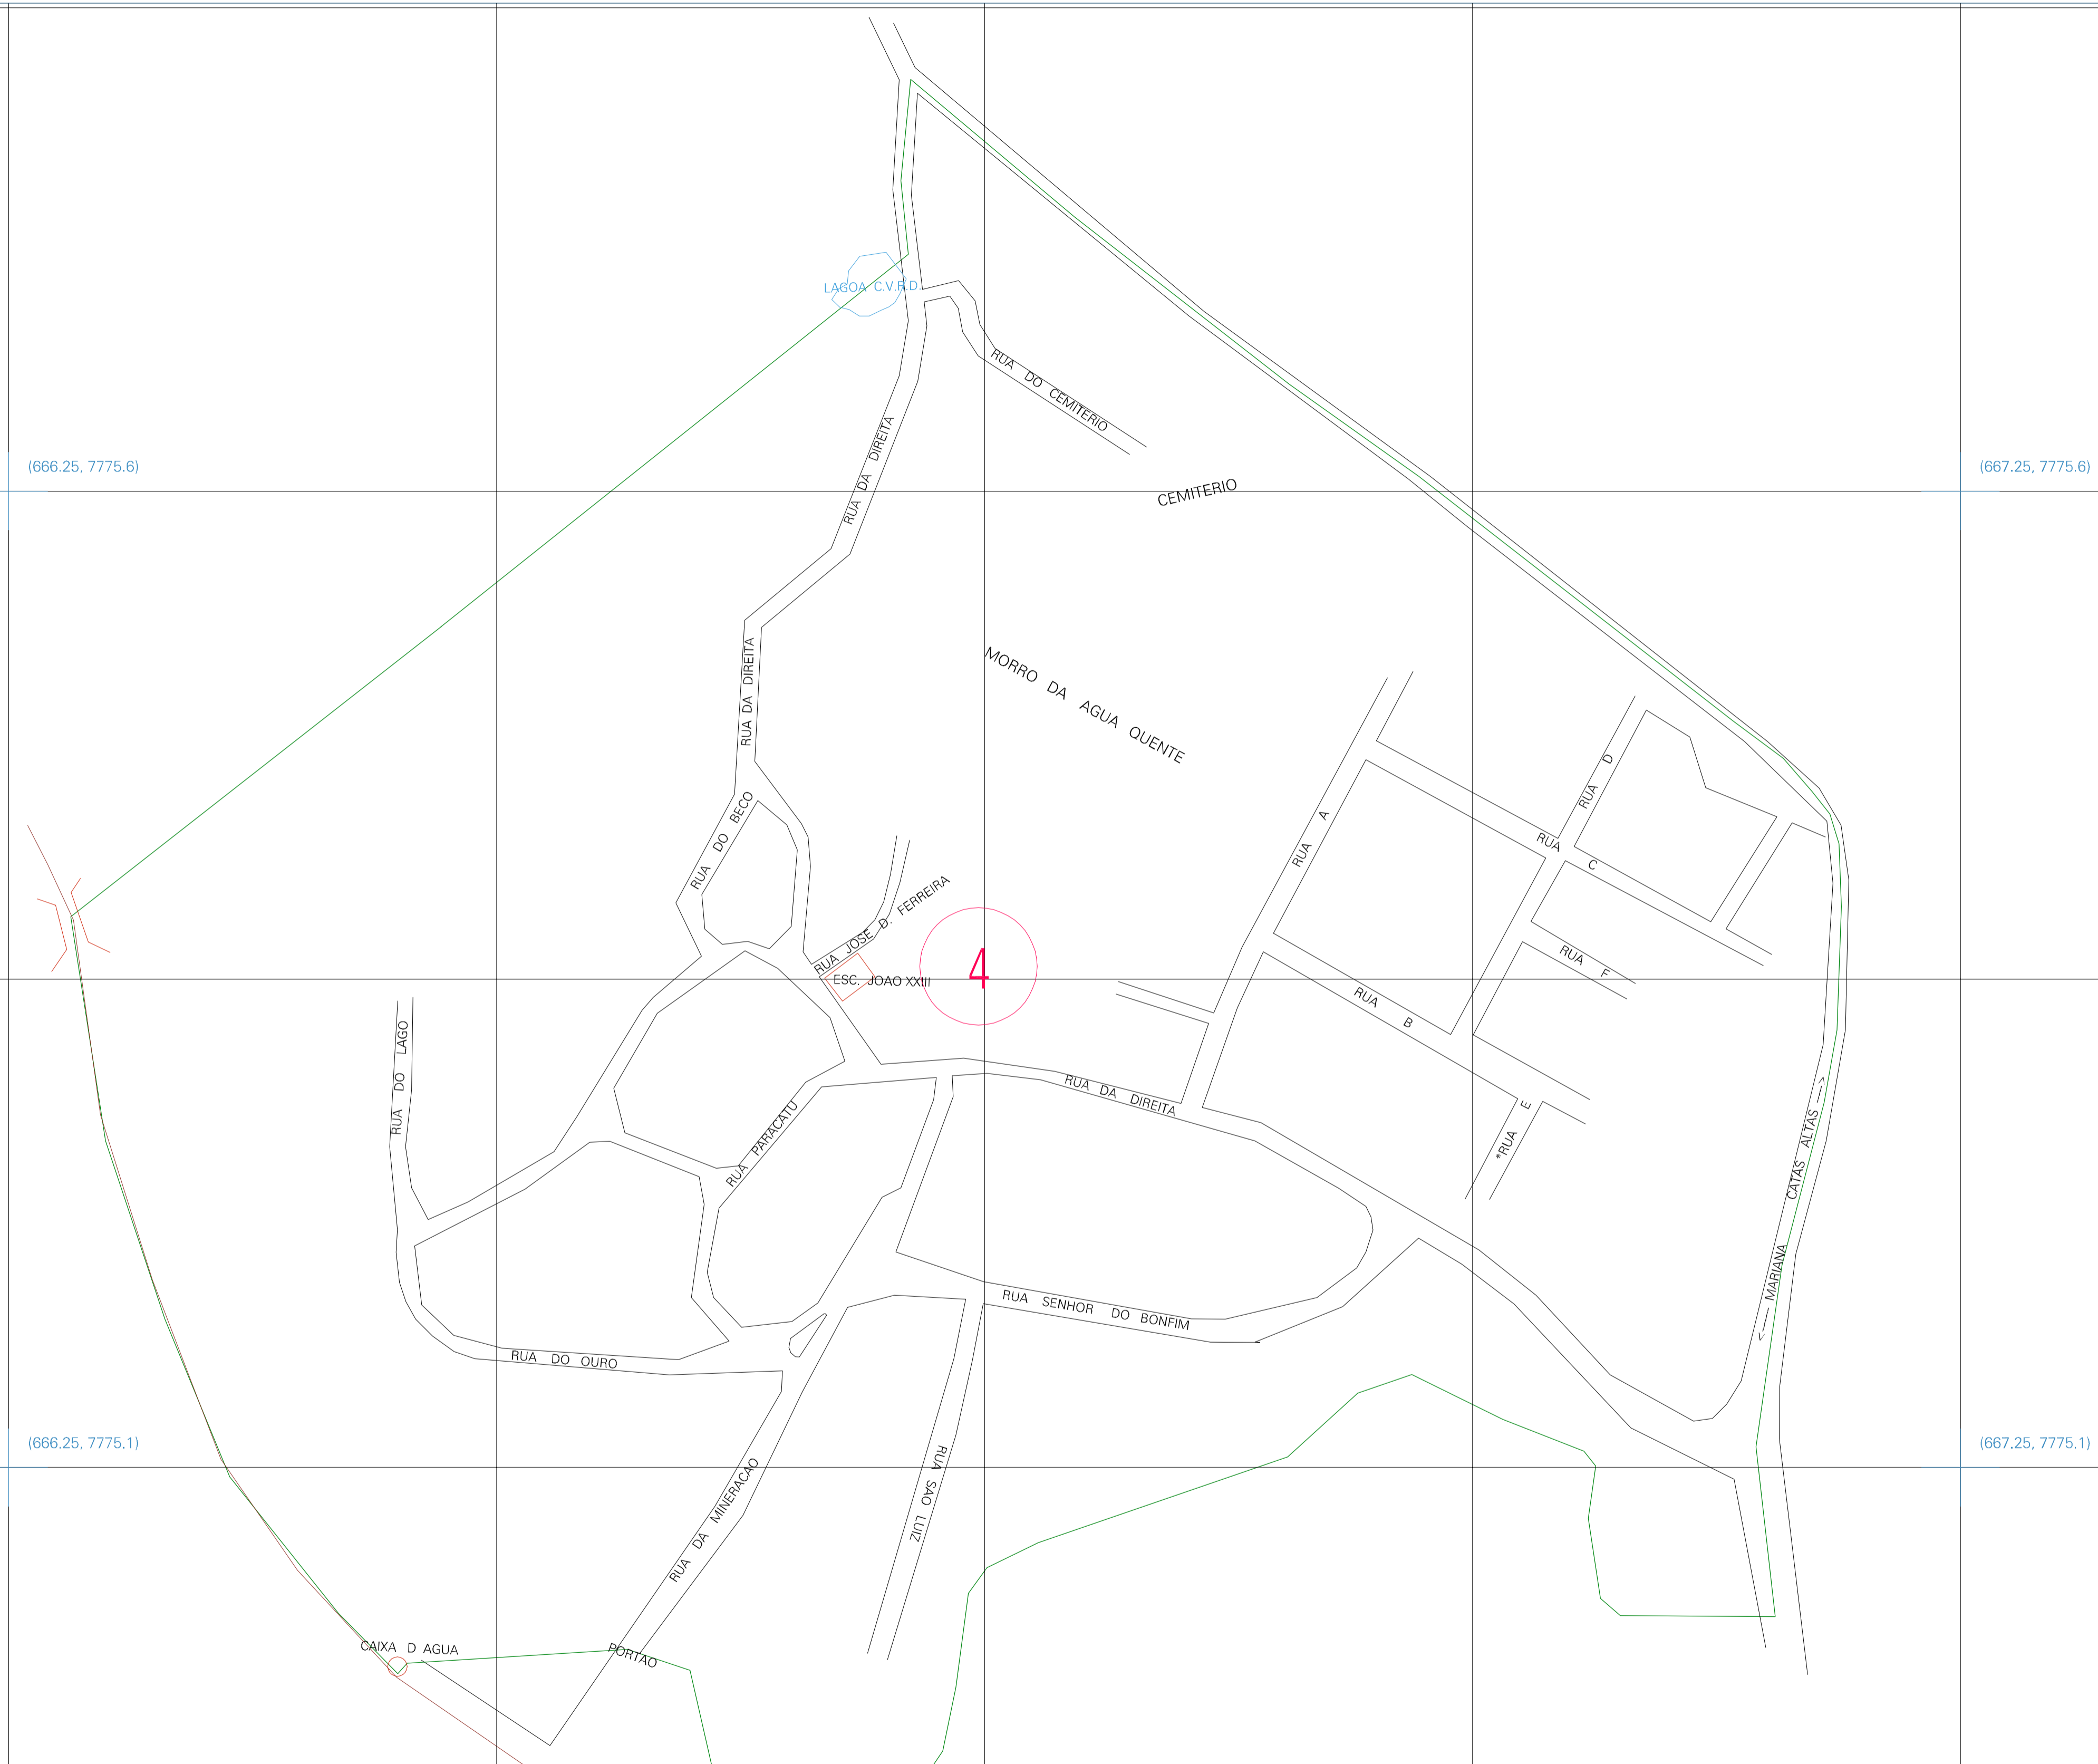 LAGOA C.V.R.D.
RUA DO CEMITERIO
RUA DA DIREITA
(666.25, 7775.6)
(667.25, 7775.6)
CEMITERIO
RUA DA DIREITA
MORRO DA AGUA QUENTE
RUA DO BECO
RUA A
RUA D
RUA C
RUA JOSE D. FERREIRA
ESC. JOAO XXIII
4
RUA F
RUA B
RUA DO LAGO
RUA PARACATU
RUA DA DIREITA
*RUA E
<---- MARIANA CATAS ALTAS ---->
RUA SENHOR DO BONFIM
RUA DO OURO
(666.25, 7775.1)
(667.25, 7775.1)
RUA DA MINERACAO
RUA SAO LUIZ
CAIXA D AGUA
PORTAO